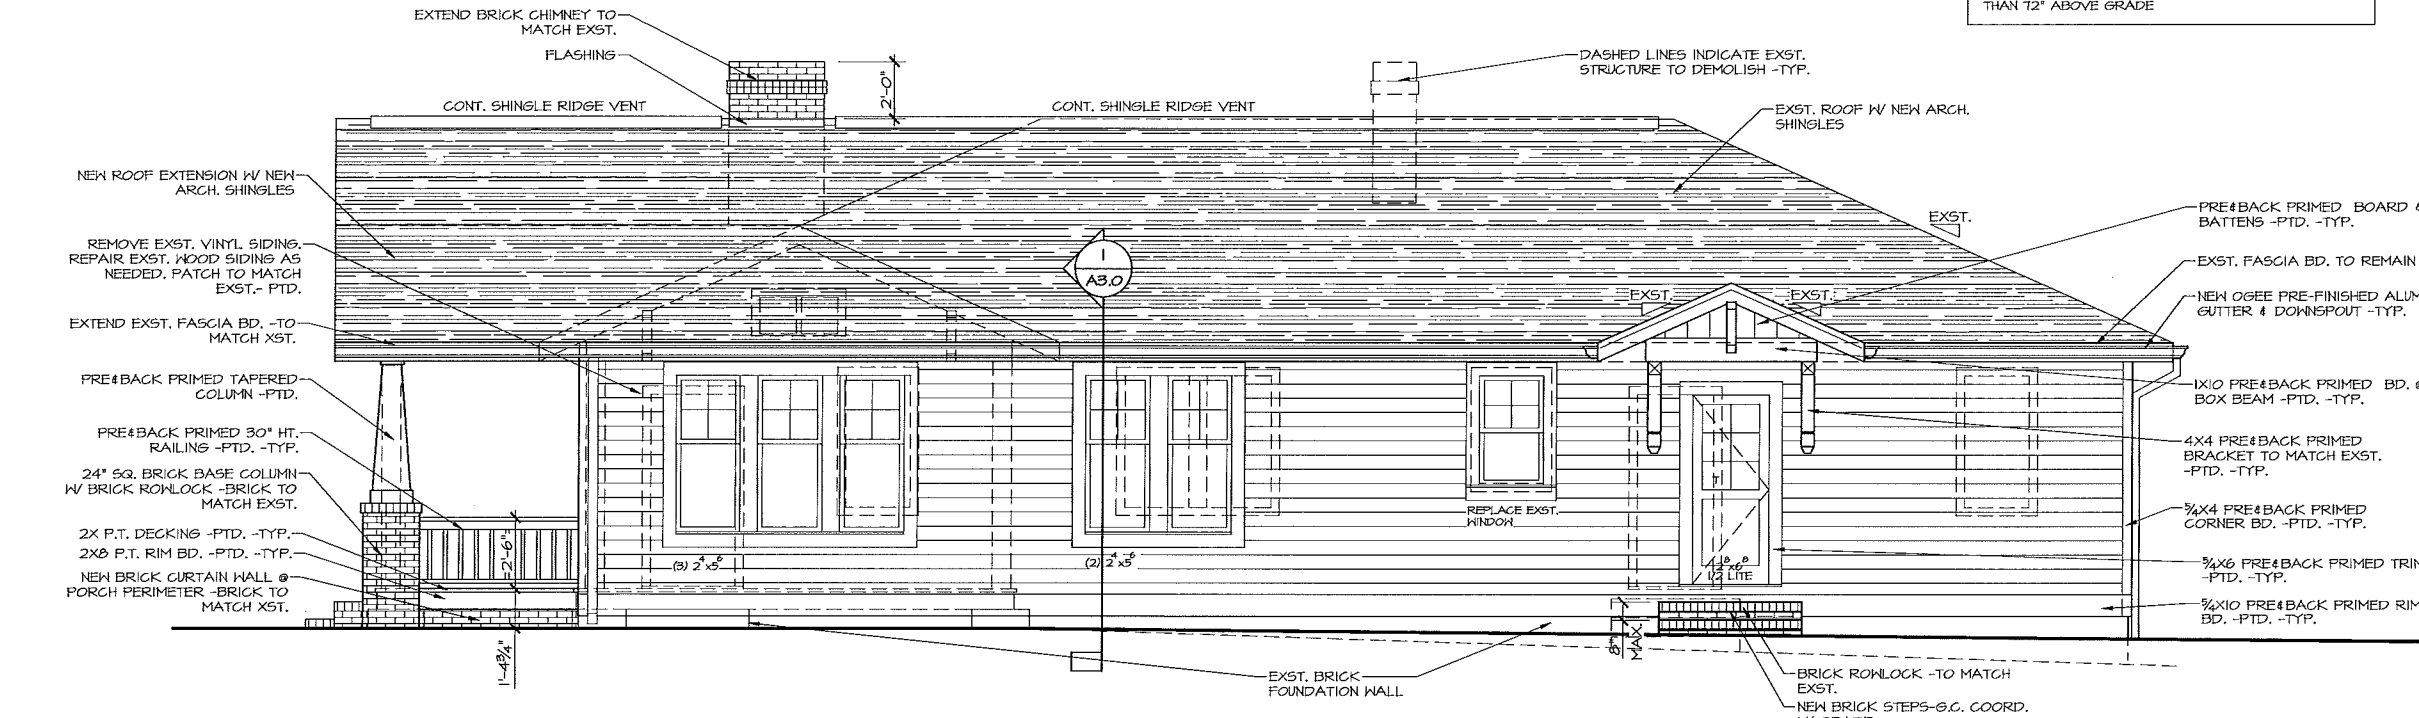 THAN 72" ABOVE GRADE
EXTEND BRICK CHIMNEY TO
MATCH EXST.
FLASHING
2'-0"
CONT. SHINGLE RIDGE VENT
CONT. SHINGLE RIDGE VENT
DASHED LINES INDICATE EXST.
STRUCTURE TO DEMOLISH -TYP.
EXST. ROOF W/ NEW ARCH.
SHINGLES
NEW ROOF EXTENSION W/ NEW
ARCH. SHINGLES
REMOVE EXST. VINYL SIDING.
REPAIR EXST. WOOD SIDING AS
NEEDED. PATCH TO MATCH
EXST.- PTD.
EXTEND EXST. FASCIA BD. -TO
MATCH XST.
PRE&BACK PRIMED TAPERED
COLUMN -PTD.
PRE&BACK PRIMED 30" HT.
RAILING -PTD. -TYP.
24" SQ. BRICK BASE COLUMN
W/ BRICK ROWLOCK -BRICK TO
MATCH EXST.
2X P.T. DECKING -PTD. -TYP.
2X8 P.T. RIM BD. -PTD. -TYP.
NEW BRICK CURTAIN WALL @
PORCH PERIMETER -BRICK TO
MATCH XST.
2'-6"
1'-4¾"
1
A3.0
EXST.
EXST.
EXST.
(3) 2⁴x5⁶
(2) 2⁴x5⁶
REPLACE EXST.
WINDOW
T
2⁸x6⁸
1/2 LITE
8"
MAX.
PRE&BACK PRIMED BOARD &
BATTENS -PTD. -TYP.
EXST. FASCIA BD. TO REMAIN
NEW OGEE PRE-FINISHED ALUM
GUTTER & DOWNSPOUT -TYP.
1X10 PRE&BACK PRIMED BD. @
BOX BEAM -PTD. -TYP.
4X4 PRE&BACK PRIMED
BRACKET TO MATCH EXST.
-PTD. -TYP.
5/4X4 PRE&BACK PRIMED
CORNER BD. -PTD. -TYP.
5/4X6 PRE&BACK PRIMED TRIM
-PTD. -TYP.
5/4X10 PRE&BACK PRIMED RIM
BD. -PTD. -TYP.
EXST. BRICK
FOUNDATION WALL
BRICK ROWLOCK -TO MATCH
EXST.
NEW BRICK STEPS-G.C. COORD.